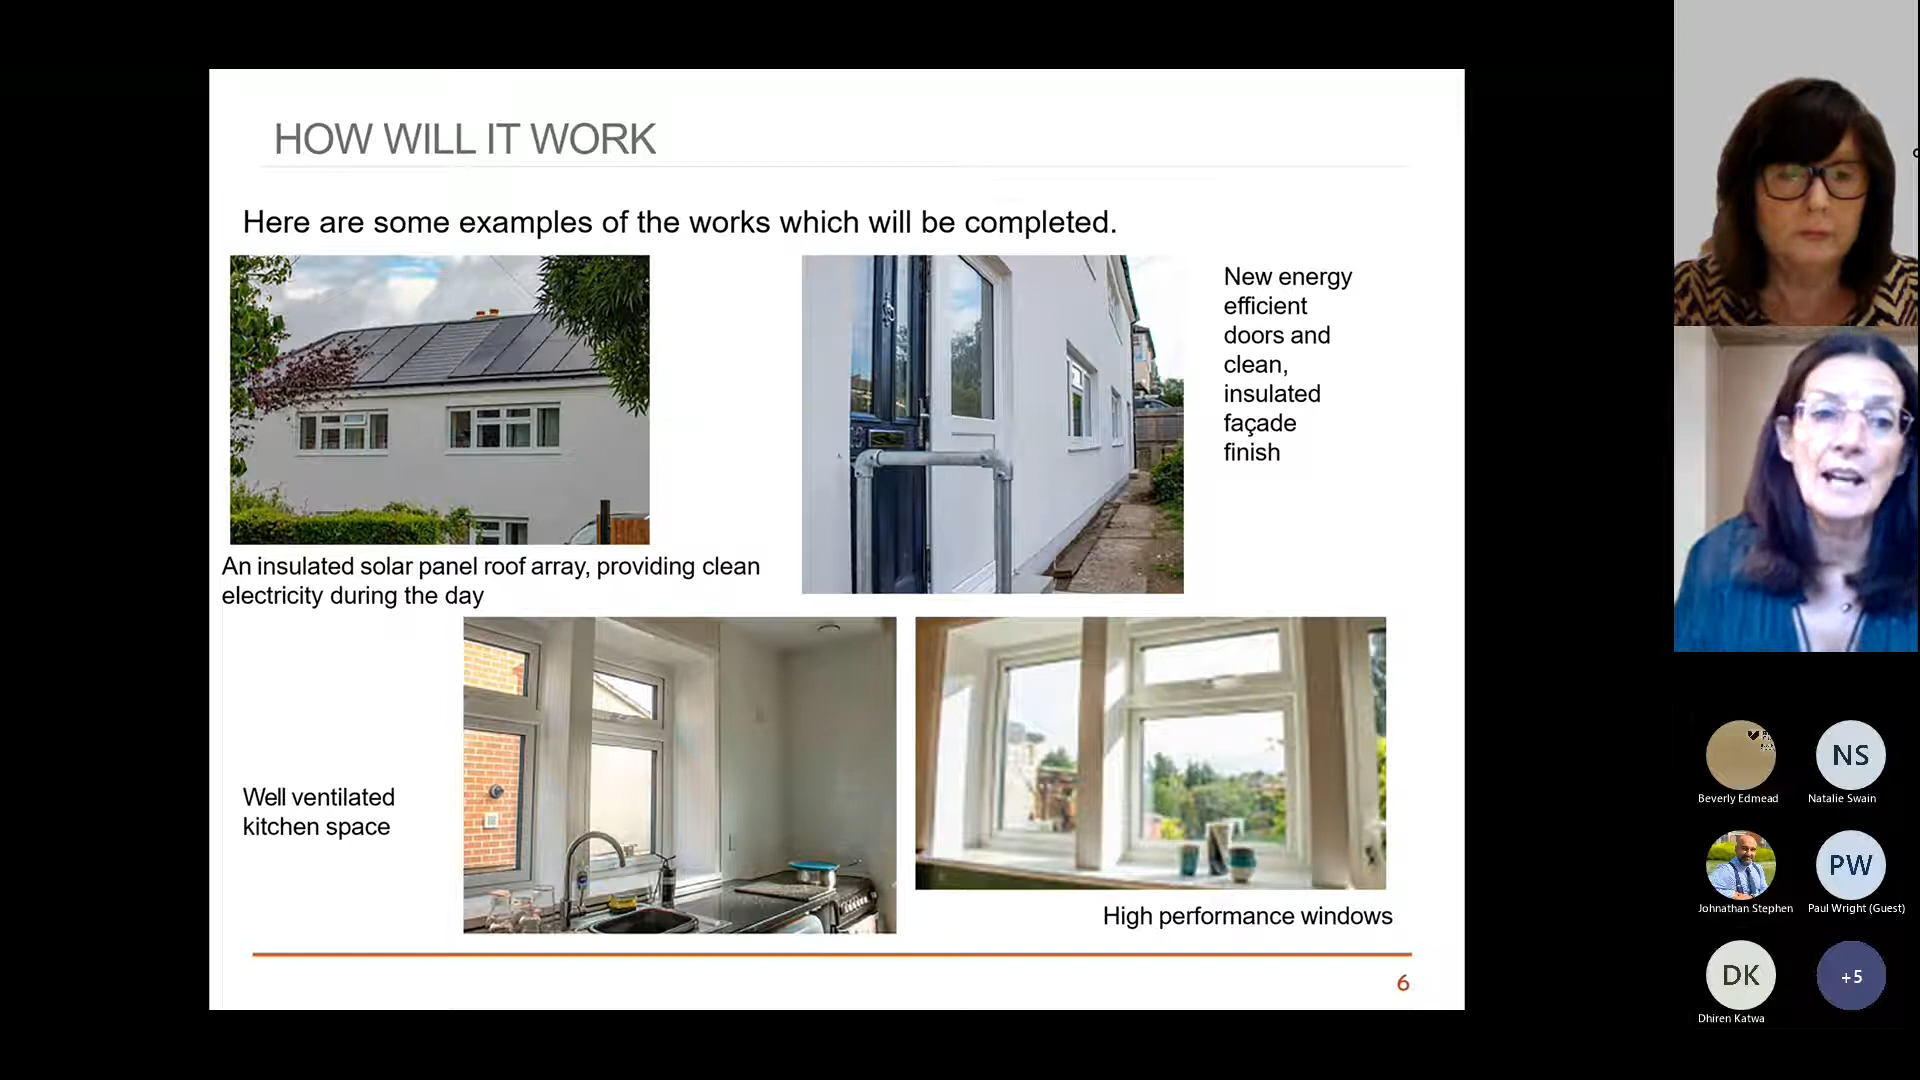 HOW WILL IT WORK
Here are some examples of the works which will be completed.
New energy
efficient
doors and
clean,
insulated
façade
finish
An insulated solar panel roof array, providing clean
electricity during the day
Well ventilated
kitchen space
High performance windows
6
NS
Beverly Edmead
Natalie Swain
PW
Johnathan Stephen
Paul Wright (Guest)
DK
+5
Dhiren Katwa